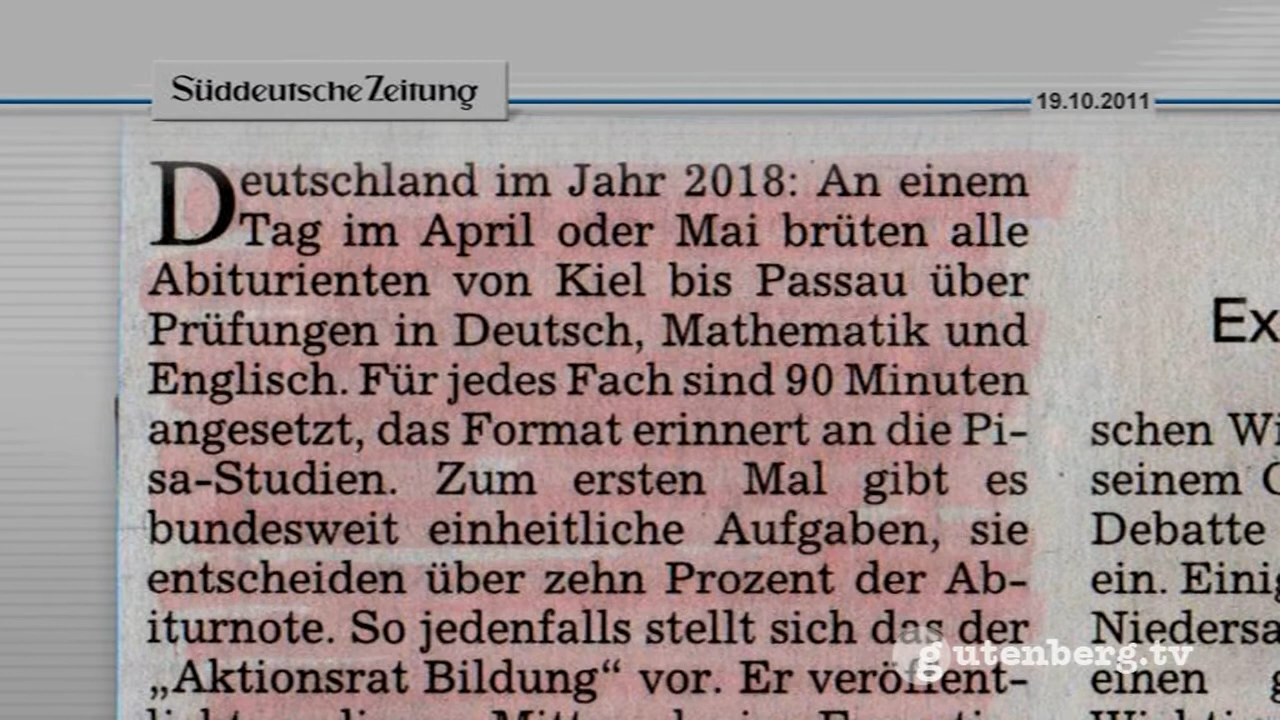 Süddeutsche Zeitung
19.10.2011
Deutschland im Jahr 2018: An einem
Tag im April oder Mai brüten alle
Abiturienten von Kiel bis Passau über
Prüfungen in Deutsch, Mathematik und
Englisch. Für jedes Fach sind 90 Minuten
angesetzt, das Format erinnert an die Pi-
sa-Studien. Zum ersten Mal gibt es
bundesweit einheitliche Aufgaben, sie
entscheiden über zehn Prozent der Ab-
iturnote. So jedenfalls stellt sich das der
„Aktionsrat Bildung“ vor. Er veröffent-
Ex
schen Wi
seinem
Debatte
ein. Einig
Niedersa
einen g
gutenberg.tv